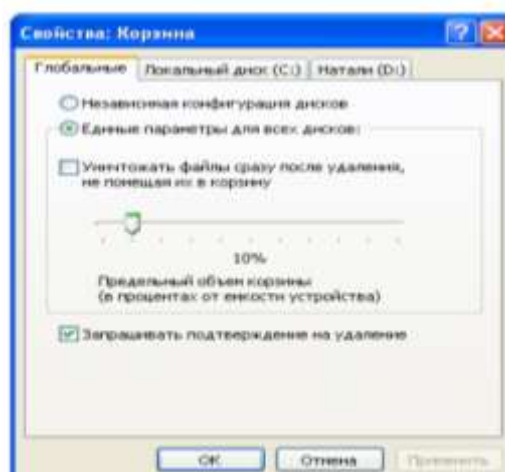 Свойства: Корзина
Глобальные Локальный диск (C:) Натали (D:)
Независимая конфигурация дисков
Единые параметры для всех дисков:
Уничтожать файлы сразу после удаления,
не помещая их в корзину
10%
Предельный объем корзины
(в процентах от емкости устройства)
Запрашивать подтверждение на удаление
ОК Отмена Применить